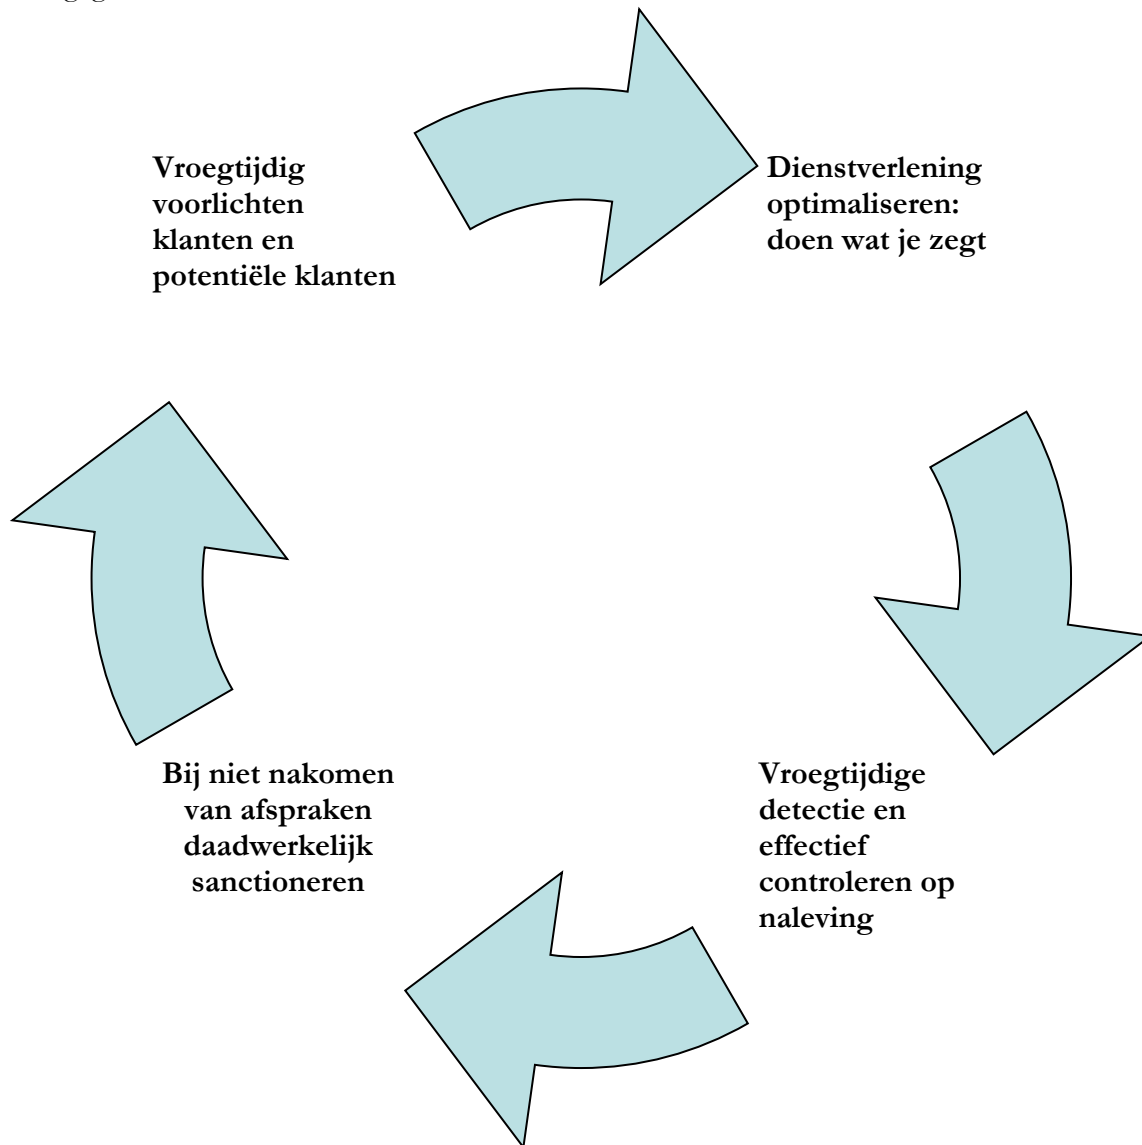 Vroegtijdig
voorlichten
klanten en
potentiële klanten
Dienstverlening
optimaliseren:
doen wat je zegt
Vroegtijdige
detectie en
effectief
controleren op
naleving
Bij niet nakomen
van afspraken
daadwerkelijk
sanctioneren